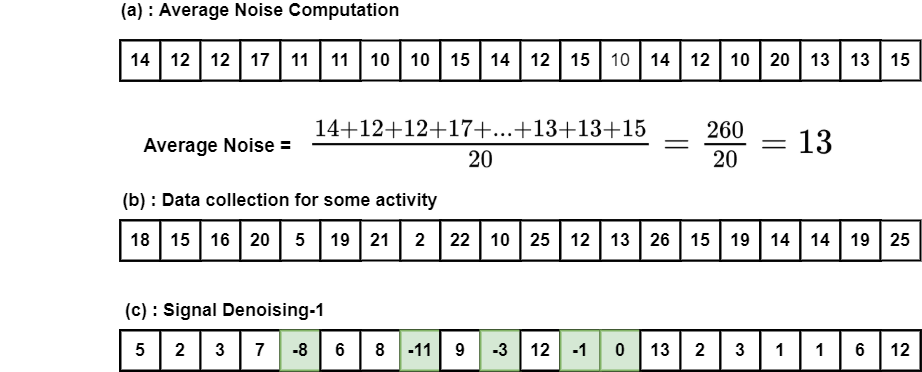 (a) : Average Noise Computation
14 12 12 17 11 11 10 10 15 14 12 15 10 14 12 10 20 13 13 15
Average Noise = 14+12+12+17+...+13+13+15 / 20 = 260 / 20 = 13
(b) : Data collection for some activity
18 15 16 20 5 19 21 2 22 10 25 12 13 26 15 19 14 14 19 25
(c) : Signal Denoising-1
5 2 3 7 -8 6 8 -11 9 -3 12 -1 0 13 2 3 1 1 6 12